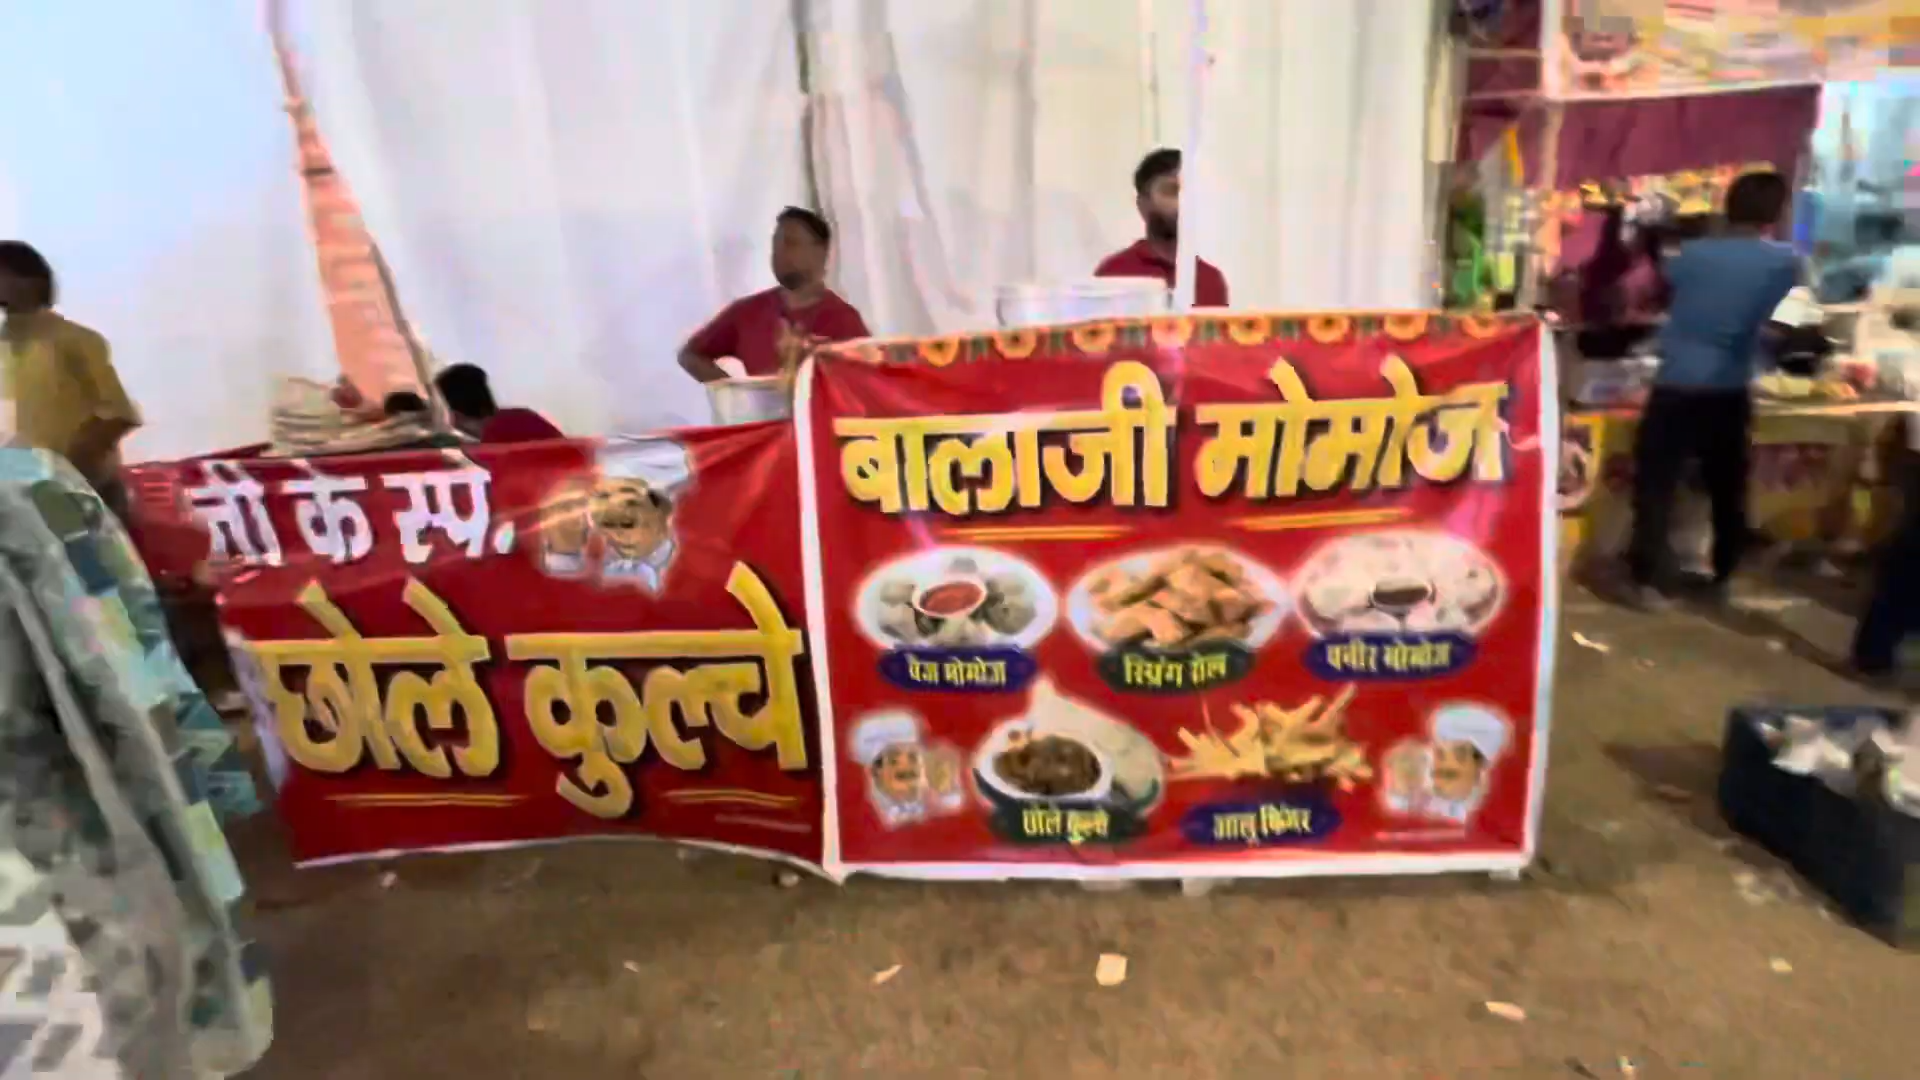 जी के स्पे.
छोले कुल्चे
बालाजी मोमोज
वेज मोमोज
स्प्रिंग रोल
पनीर मोमोज
छोले कुल्चे
आलू फिंगर